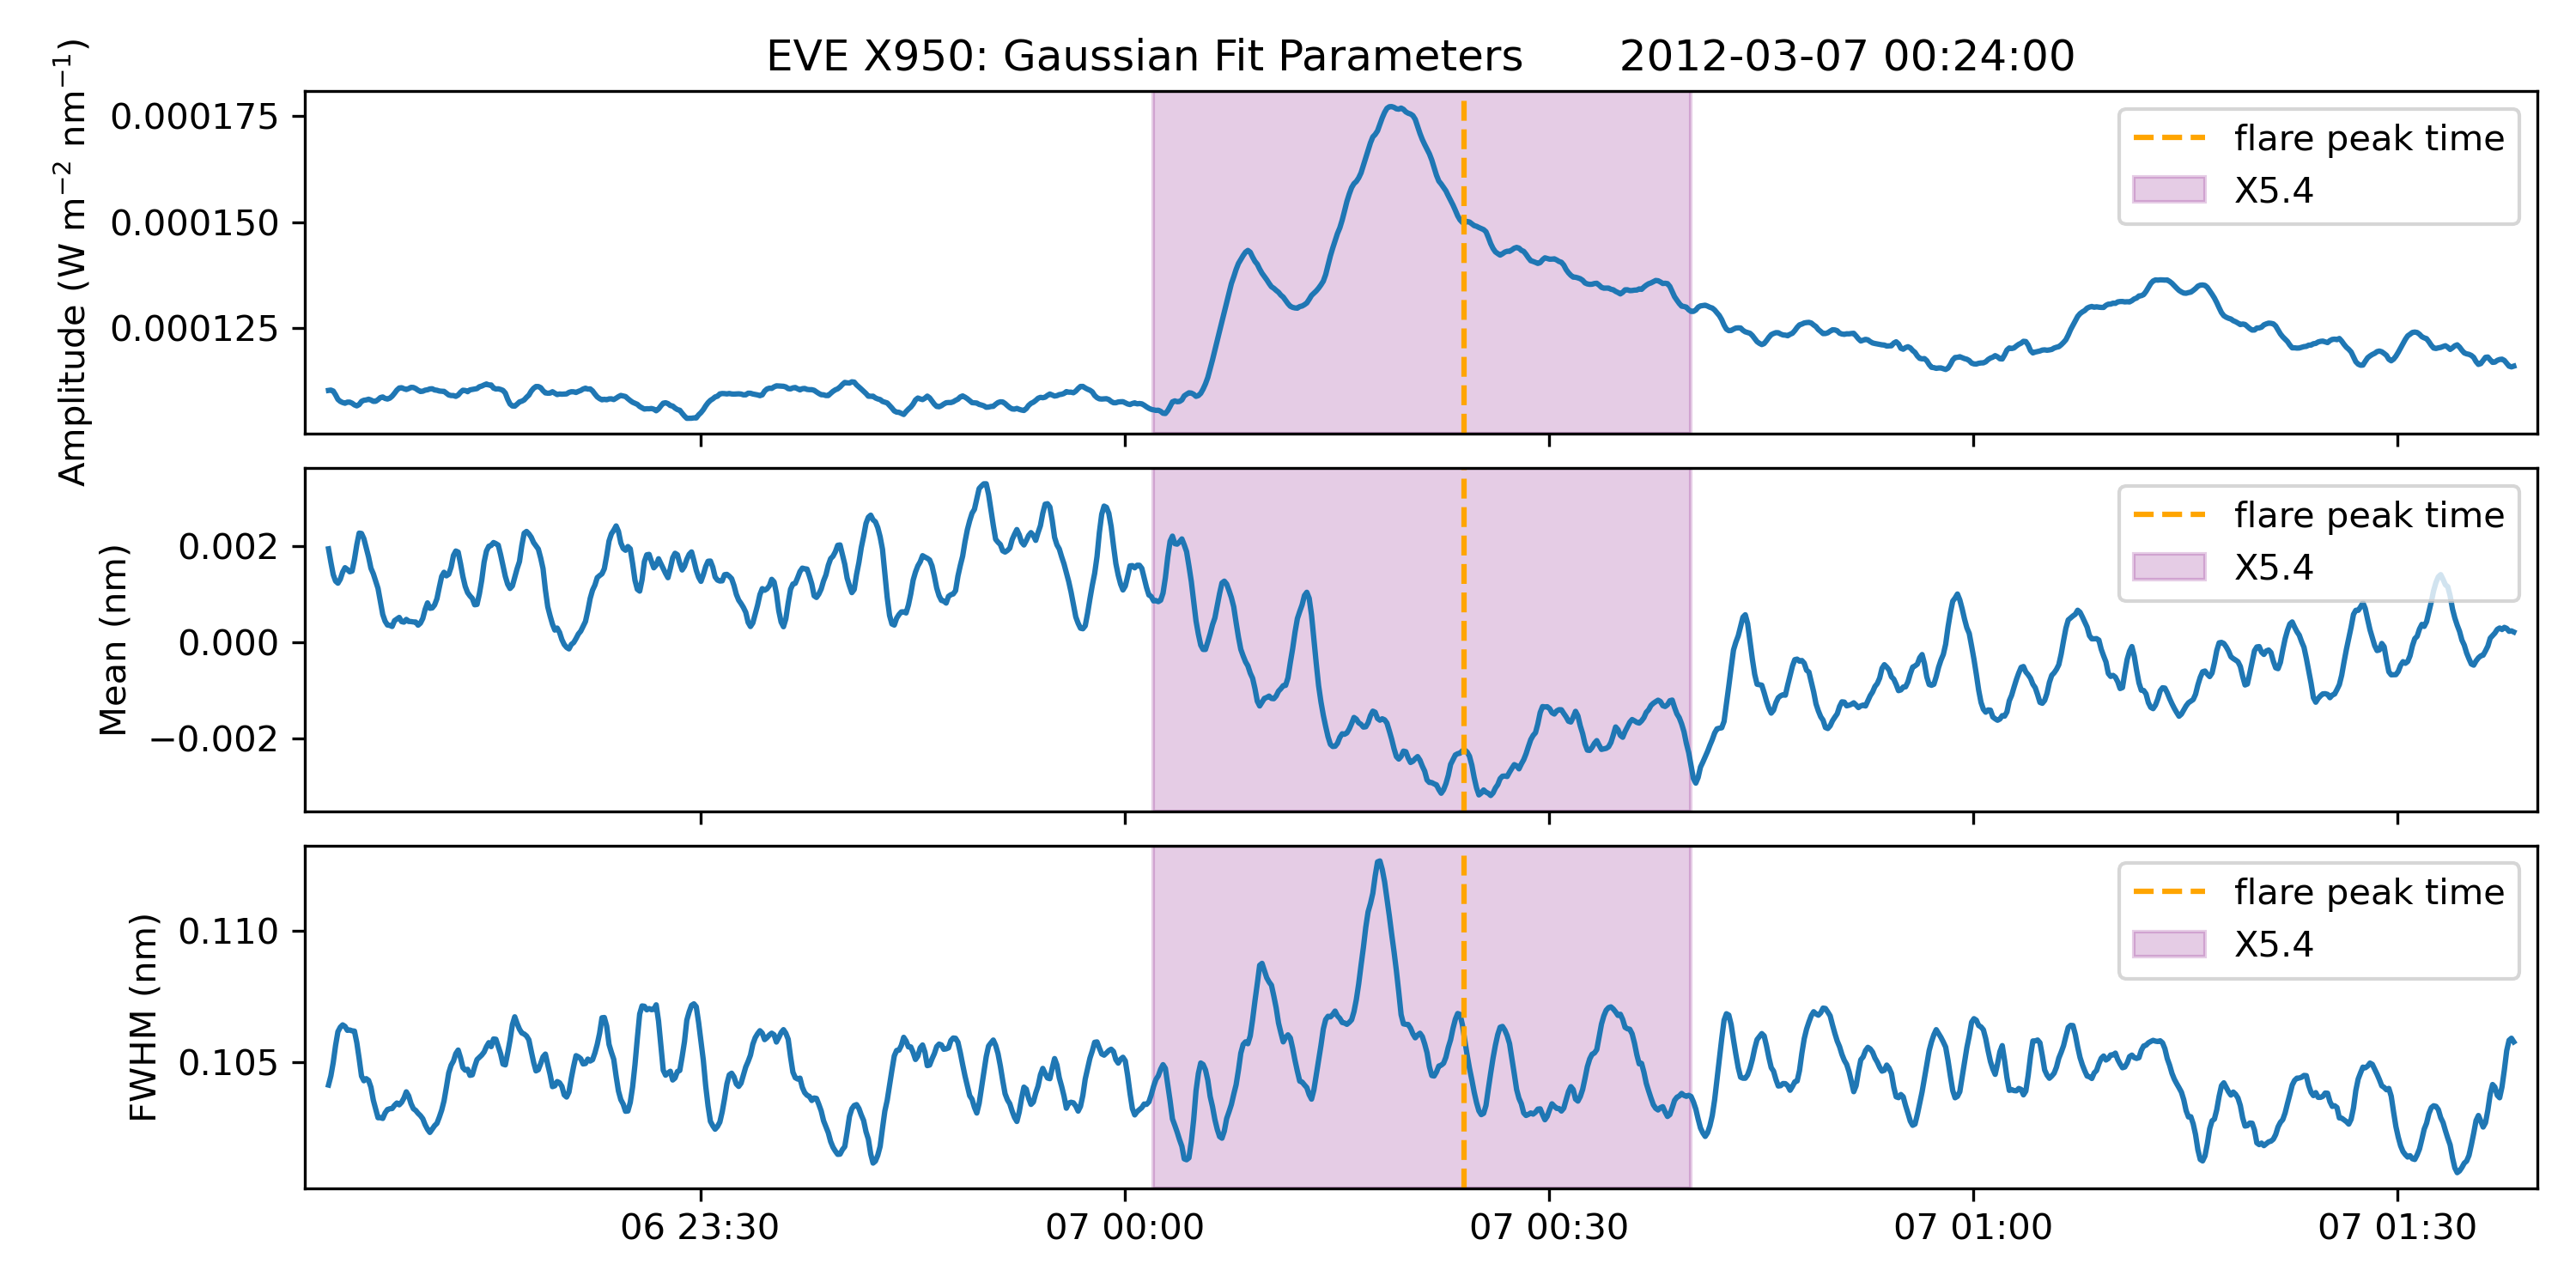 EVE X950: Gaussian Fit Parameters 2012-03-07 00:24:00
Amplitude (W m⁻² nm⁻¹)
0.000175
0.000150
0.000125
flare peak time
X5.4
Mean (nm)
0.002
0.000
−0.002
flare peak time
X5.4
FWHM (nm)
0.110
0.105
flare peak time
X5.4
06 23:30 07 00:00 07 00:30 07 01:00 07 01:30